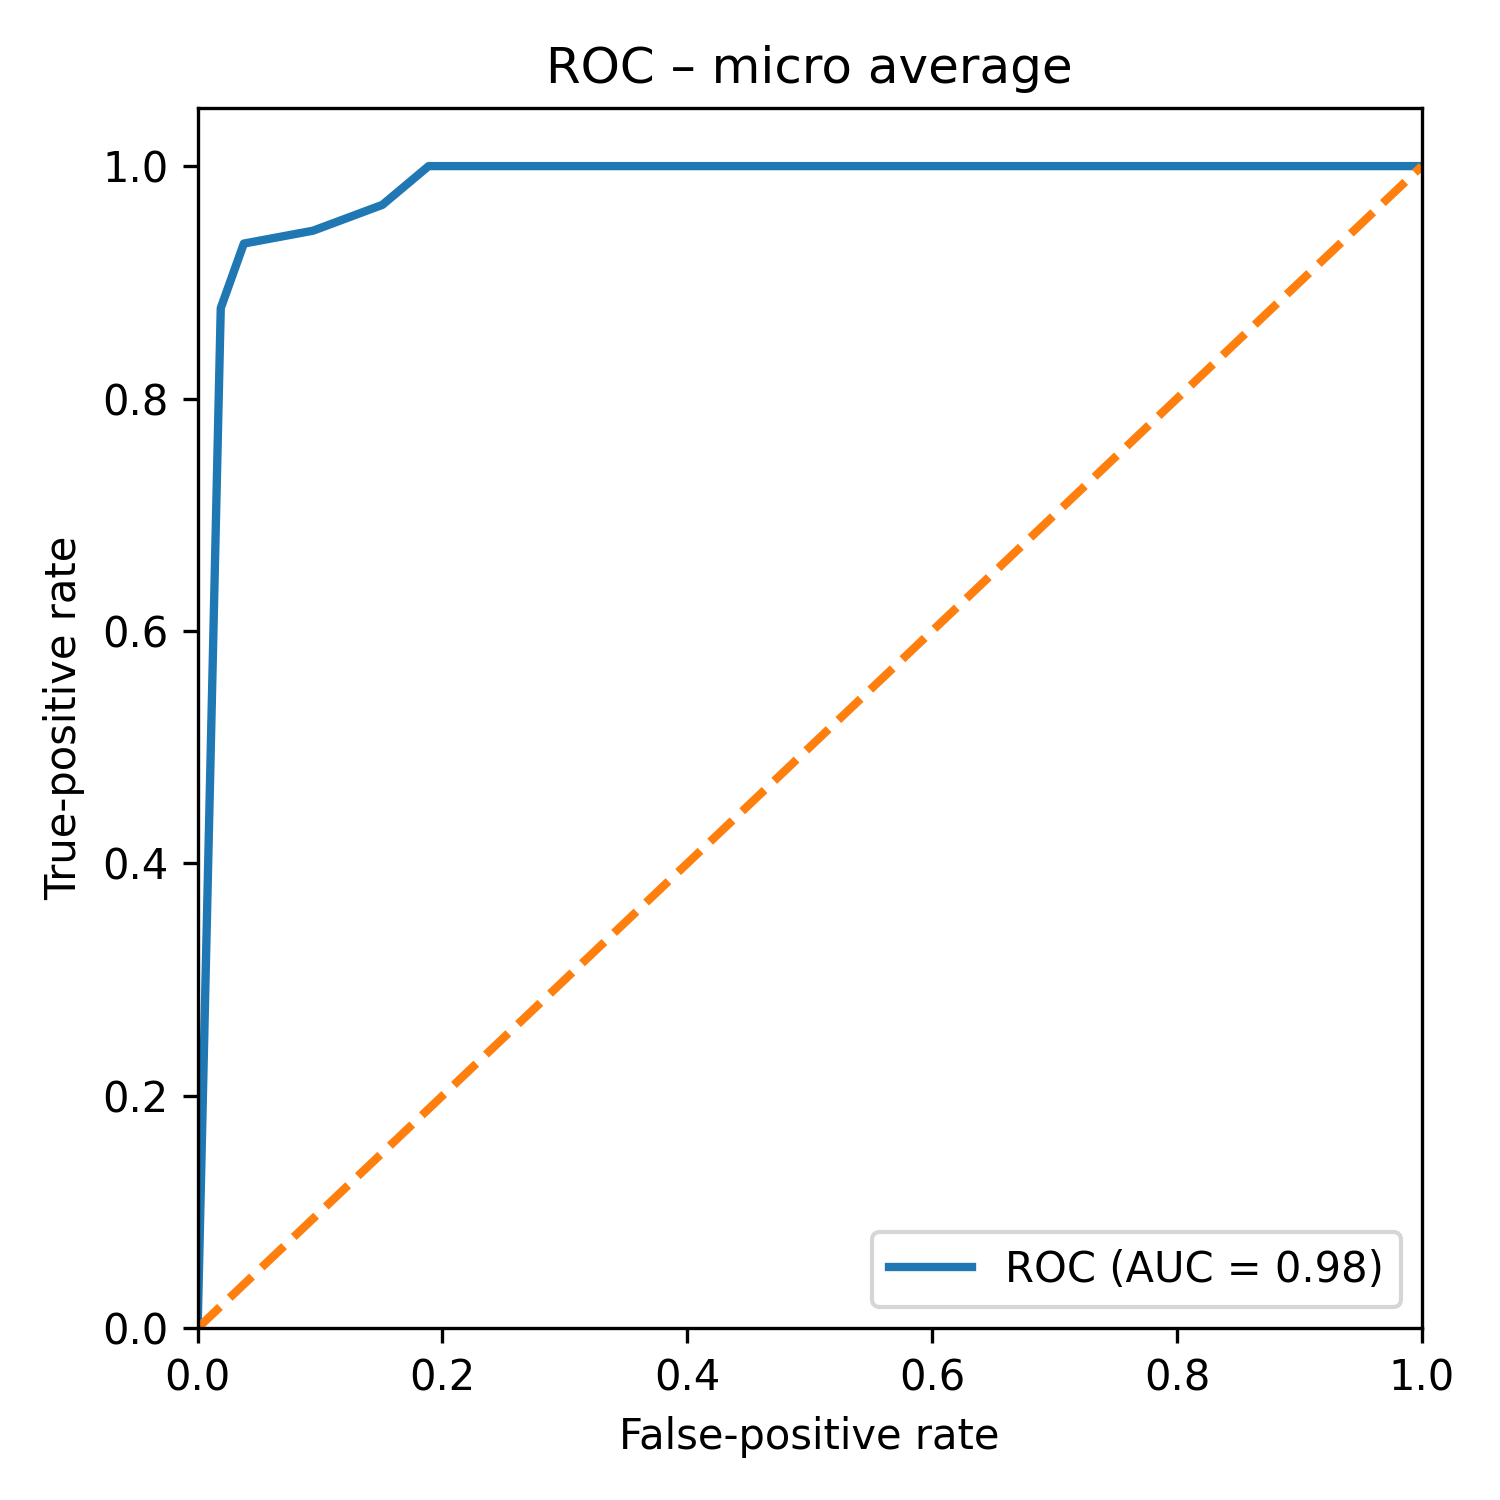 ROC – micro average
1.0
0.8
0.6
0.4
0.2
0.0
True-positive rate
ROC (AUC = 0.98)
0.0 0.2 0.4 0.6 0.8 1.0
False-positive rate